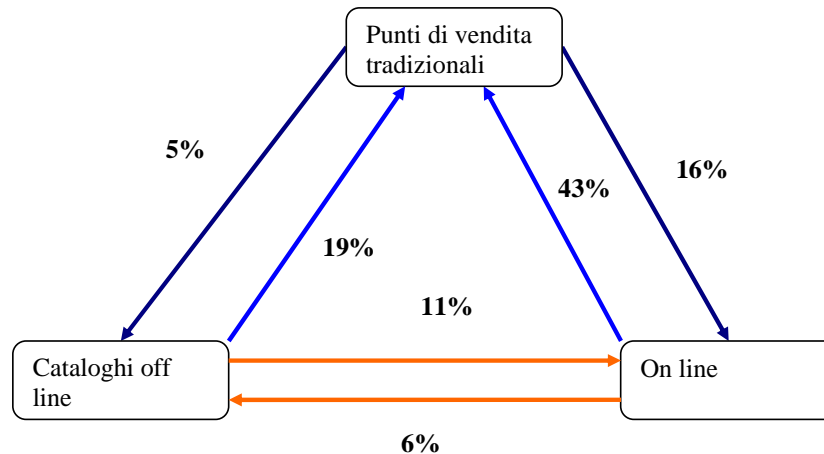 Punti di vendita
tradizionali
5%
16%
43%
19%
11%
Cataloghi off
line
On line
6%